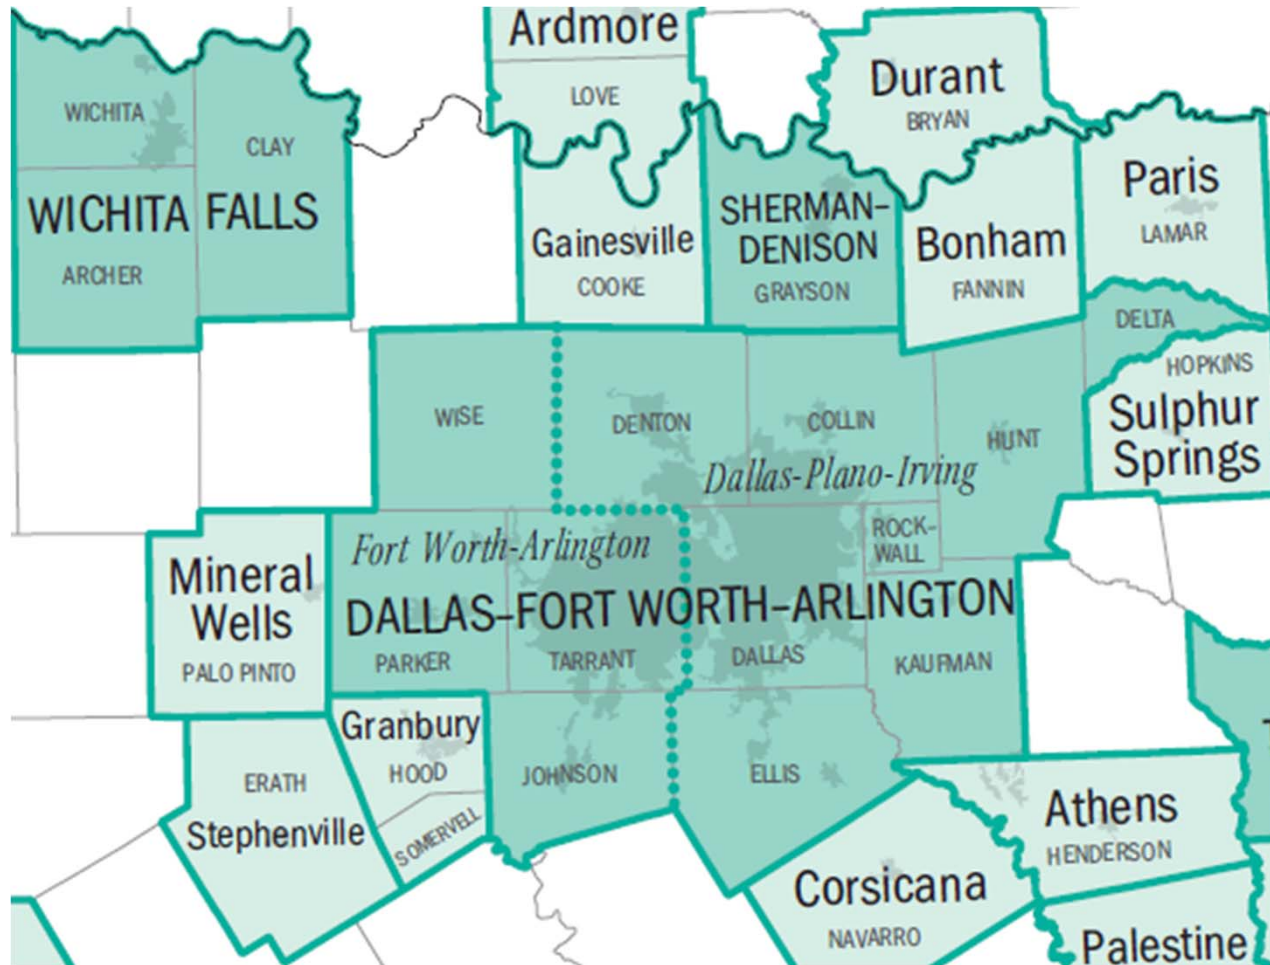 Ardmore
LOVE
Durant
BRYAN
WICHITA
CLAY
WICHITA FALLS
ARCHER
Gainesville
COOKE
SHERMAN–
DENISON
GRAYSON
Bonham
FANNIN
Paris
LAMAR
DELTA
HOPKINS
Sulphur
Springs
WISE
DENTON
COLLIN
HUNT
Dallas-Plano-Irving
ROCK-
WALL
Fort Worth-Arlington
DALLAS–FORT WORTH–ARLINGTON
Mineral
Wells
PALO PINTO
PARKER
TARRANT
DALLAS
KAUFMAN
Granbury
HOOD
SOMERVELL
JOHNSON
ELLIS
ERATH
Stephenville
Athens
HENDERSON
Corsicana
NAVARRO
Palestine